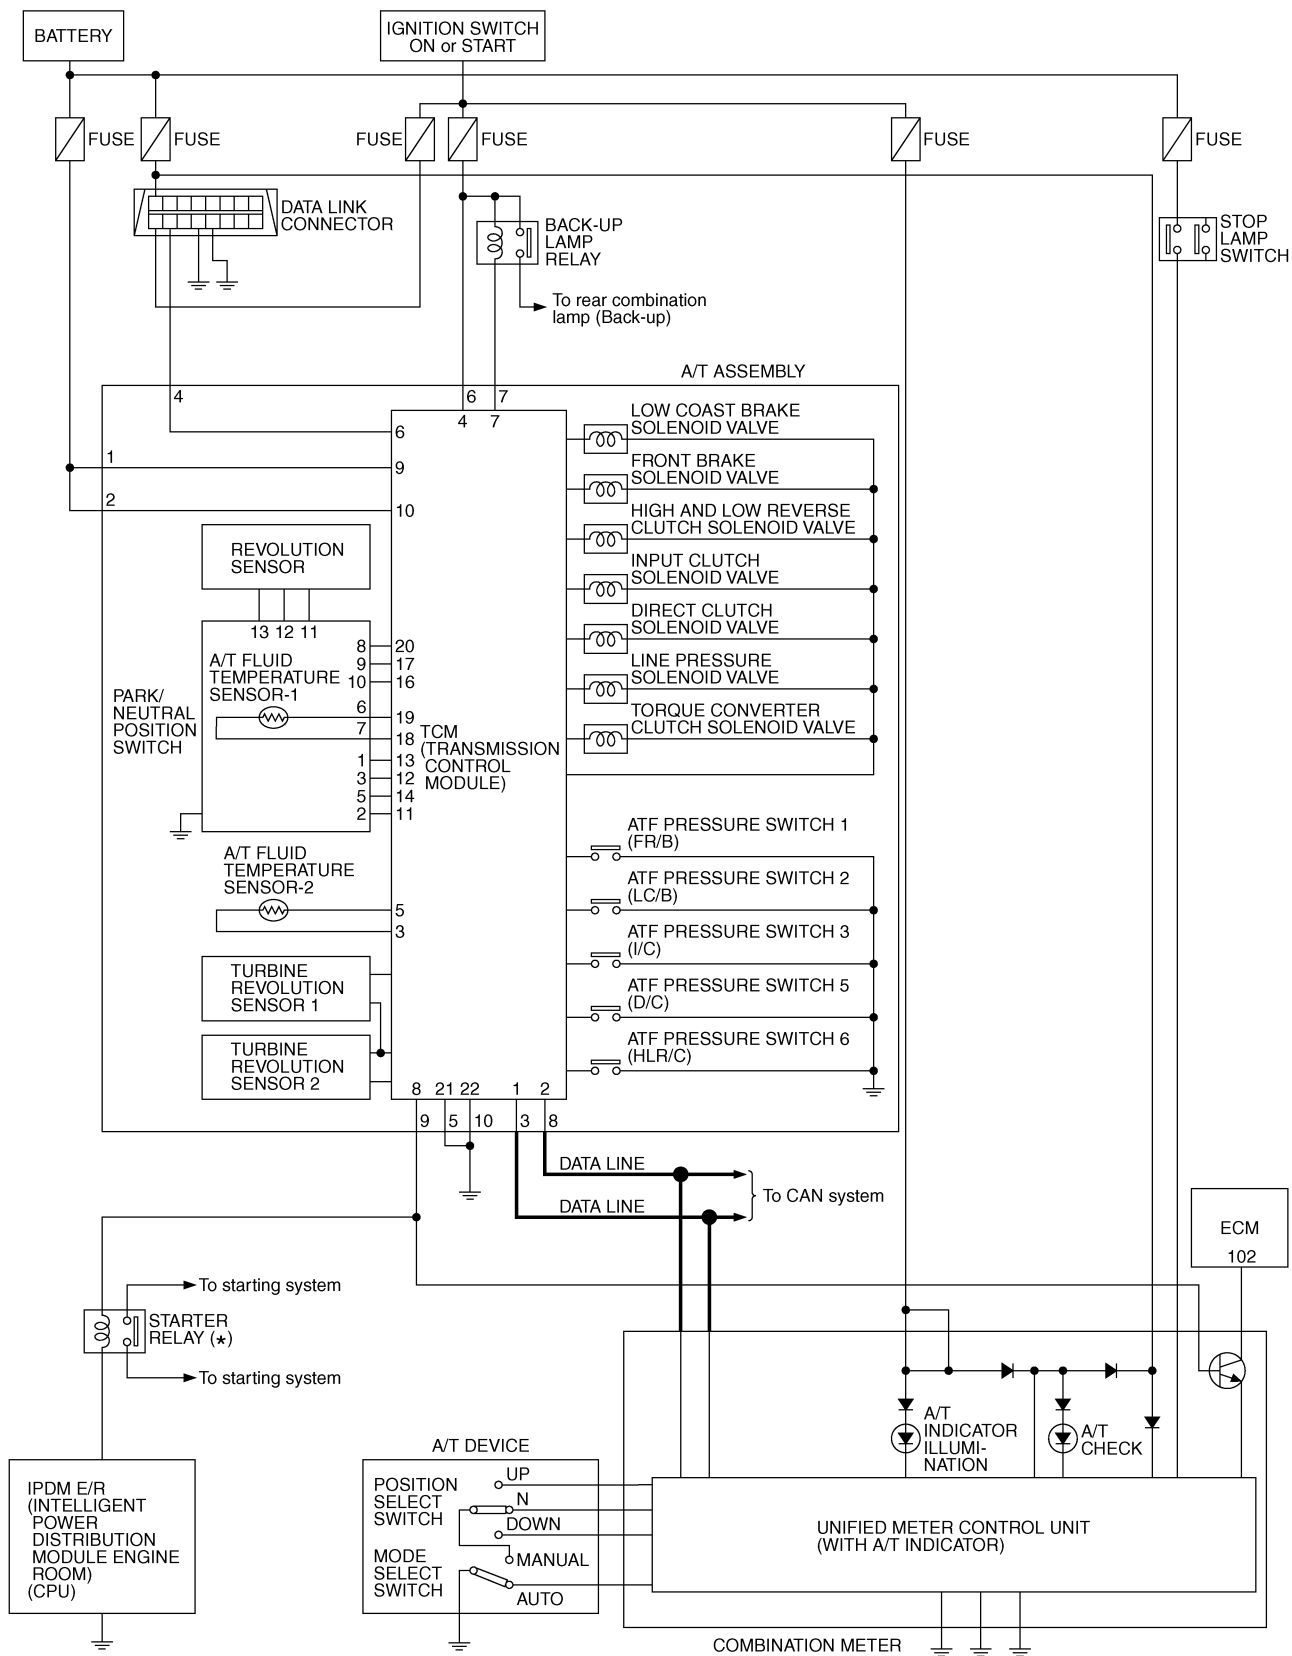 BATTERY
IGNITION SWITCH
ON or START
FUSE
FUSE
FUSE
FUSE
FUSE
FUSE
DATA LINK
CONNECTOR
BACK-UP
LAMP
RELAY
STOP
LAMP
SWITCH
To rear combination
lamp (Back-up)
A/T ASSEMBLY
4
6
7
4
7
6
1
9
2
10
LOW COAST BRAKE
SOLENOID VALVE
FRONT BRAKE
SOLENOID VALVE
HIGH AND LOW REVERSE
CLUTCH SOLENOID VALVE
INPUT CLUTCH
SOLENOID VALVE
DIRECT CLUTCH
SOLENOID VALVE
LINE PRESSURE
SOLENOID VALVE
TORQUE CONVERTER
CLUTCH SOLENOID VALVE
REVOLUTION
SENSOR
13 12 11
A/T FLUID
TEMPERATURE
SENSOR-1
PARK/
NEUTRAL
POSITION
SWITCH
8 20
9 17
10 16
6 19
7 18
1 13
3 12
5 14
2 11
TCM
(TRANSMISSION
CONTROL
MODULE)
A/T FLUID
TEMPERATURE
SENSOR-2
5
3
TURBINE
REVOLUTION
SENSOR 1
TURBINE
REVOLUTION
SENSOR 2
ATF PRESSURE SWITCH 1
(FR/B)
ATF PRESSURE SWITCH 2
(LC/B)
ATF PRESSURE SWITCH 3
(I/C)
ATF PRESSURE SWITCH 5
(D/C)
ATF PRESSURE SWITCH 6
(HLR/C)
8 21 22 1 2
9 5 10 3 8
DATA LINE
DATA LINE
To CAN system
ECM
102
To starting system
STARTER
RELAY (*)
To starting system
A/T
INDICATOR
ILLUMI-
NATION
A/T
CHECK
IPDM E/R
(INTELLIGENT
POWER
DISTRIBUTION
MODULE ENGINE
ROOM)
(CPU)
A/T DEVICE
POSITION
SELECT
SWITCH
UP
N
DOWN
MODE
SELECT
SWITCH
MANUAL
AUTO
UNIFIED METER CONTROL UNIT
(WITH A/T INDICATOR)
COMBINATION METER